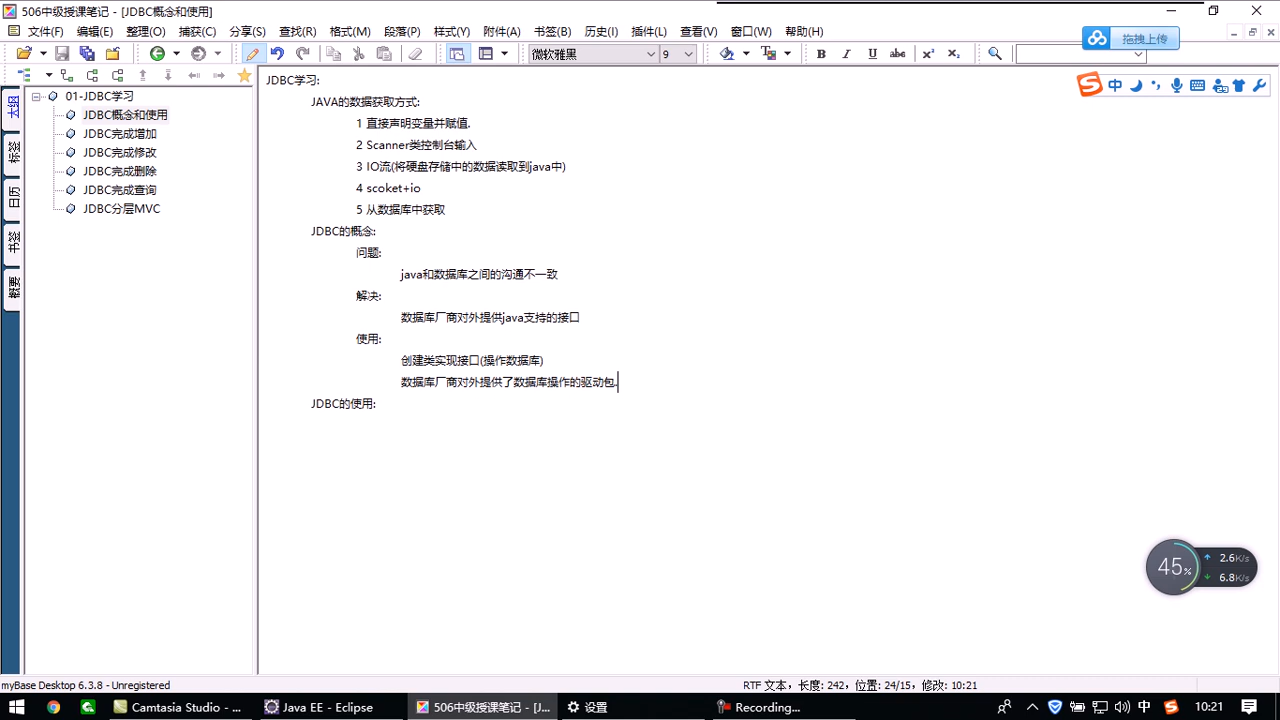 506中级授课笔记 - [JDBC概念和使用]
文件(F) 编辑(E) 整理(O) 捕获(C) 分享(S) 查找(R) 格式(M) 段落(P) 样式(Y) 附件(A) 书签(B) 历史(I) 插件(L) 查看(V) 窗口(W) 帮助(H)
拖拽上传
微软雅黑 9 B I U abc x² x₂
中
大纲
标签
日历
书签
概要
01-JDBC学习
JDBC概念和使用
JDBC完成增加
JDBC完成修改
JDBC完成删除
JDBC完成查询
JDBC分层MVC
JDBC学习:
JAVA的数据获取方式:
1 直接声明变量并赋值.
2 Scanner类控制台输入
3 IO流(将硬盘存储中的数据读取到java中)
4 scoket+io
5 从数据库中获取
JDBC的概念:
问题:
java和数据库之间的沟通不一致
解决:
数据库厂商对外提供java支持的接口
使用:
创建类实现接口(操作数据库)
数据库厂商对外提供了数据库操作的驱动包.
JDBC的使用:
45%
2.6K/s
6.8K/s
myBase Desktop 6.3.8 - Unregistered
RTF 文本，长度: 242，位置: 24/15，修改: 10:21
Camtasia Studio - ... Java EE - Eclipse 506中级授课笔记 - [J... 设置 Recording... 中 10:21